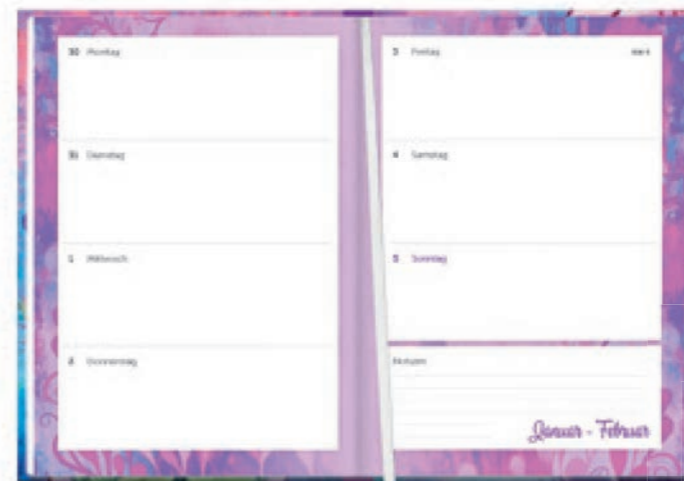 30 Montag
31 Dienstag
1 Mittwoch
2 Donnerstag
3 Freitag
4 Samstag
5 Sonntag
Notizen
Januar - Februar